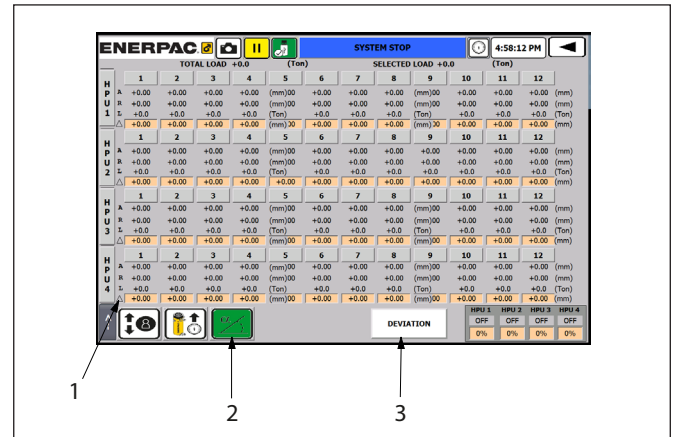 ENERPAC. II SYSTEM STOP 4:58:12 PM
TOTAL LOAD +0.0 (Ton) SELECTED LOAD +0.0 (Ton)
HPU 1
1 2 3 4 5 6 7 8 9 10 11 12
A +0.00 +0.00 +0.00 +0.00 (mm)00 +0.00 +0.00 +0.00 (mm)00 +0.00 +0.00 +0.00 (mm)
R +0.00 +0.00 +0.00 +0.00 (mm)00 +0.00 +0.00 +0.00 (mm)00 +0.00 +0.00 +0.00 (mm)
L +0.0 +0.0 +0.0 +0.0 (Ton) +0.0 +0.0 +0.0 (Ton) +0.0 +0.0 +0.0 (Ton)
△ +0.00 +0.00 +0.00 +0.00 (mm)00 +0.00 +0.00 +0.00 (mm)00 +0.00 +0.00 +0.00 (mm)
HPU 2
1 2 3 4 5 6 7 8 9 10 11 12
A +0.00 +0.00 +0.00 +0.00 (mm)00 +0.00 +0.00 +0.00 (mm)00 +0.00 +0.00 +0.00 (mm)
R +0.00 +0.00 +0.00 +0.00 (mm)00 +0.00 +0.00 +0.00 (mm)00 +0.00 +0.00 +0.00 (mm)
L +0.0 +0.0 +0.0 +0.0 (Ton) +0.0 +0.0 +0.0 +0.0 +0.0 +0.0 +0.0 (Ton)
△ +0.00 +0.00 +0.00 +0.00 +0.00 +0.00 +0.00 +0.00 +0.00 +0.00 +0.00 +0.00 (mm)
HPU 3
1 2 3 4 5 6 7 8 9 10 11 12
A +0.00 +0.00 +0.00 +0.00 (mm)00 +0.00 +0.00 +0.00 (mm)00 +0.00 +0.00 +0.00 (mm)
R +0.00 +0.00 +0.00 +0.00 (mm)00 +0.00 +0.00 +0.00 (mm)00 +0.00 +0.00 +0.00 (mm)
L +0.0 +0.0 +0.0 +0.0 (Ton) +0.0 +0.0 +0.0 (Ton) +0.0 +0.0 +0.0 (Ton)
△ +0.00 +0.00 +0.00 +0.00 (mm)00 +0.00 +0.00 +0.00 (mm)00 +0.00 +0.00 +0.00 (mm)
HPU 4
1 2 3 4 5 6 7 8 9 10 11 12
A +0.00 +0.00 +0.00 +0.00 (mm)00 +0.00 +0.00 +0.00 (mm)00 +0.00 +0.00 +0.00 (mm)
R +0.00 +0.00 +0.00 +0.00 (mm)00 +0.00 +0.00 +0.00 (mm)00 +0.00 +0.00 +0.00 (mm)
L +0.0 +0.0 +0.0 +0.0 (Ton) +0.0 +0.0 +0.0 (Ton) +0.0 +0.0 +0.0 (Ton)
△ +0.00 +0.00 +0.00 +0.00 (mm)00 +0.00 +0.00 +0.00 (mm)00 +0.00 +0.00 +0.00 (mm)
HPU 1 HPU 2 HPU 3 HPU 4
8 DEVIATION OFF OFF OFF OFF
0% 0% 0% 0%
1 2 3